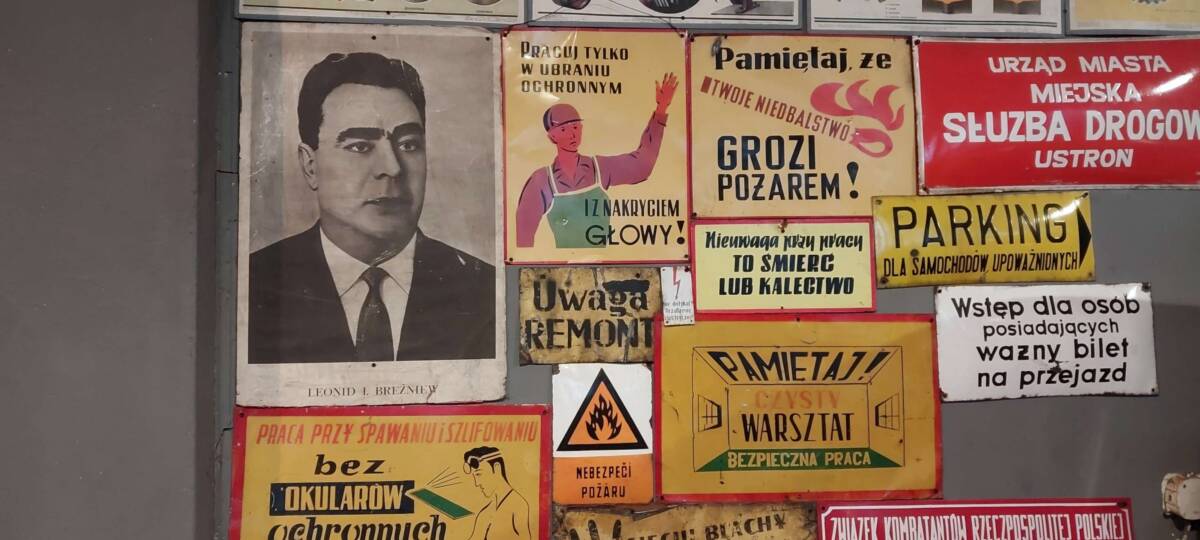 LEONID I. BREŻNIEW
PRACUJ TYLKO
W UBRANIU
OCHRONNYM
I Z NAKRYCIEM
GŁOWY!
Pamiętaj, że
TWOJE NIEDBALSTWO
GROZI
POŻAREM!
URZĄD MIASTA
MIEJSKA
SŁUŻBA DROGOW
USTROŃ
Nieuwaga przy pracy
TO ŚMIERĆ
LUB KALECTWO
PARKING
DLA SAMOCHODÓW UPOWAŻNIONYCH
Uwaga
REMONT
Wstęp dla osób
posiadających
ważny bilet
na przejazd
PAMIĘTAJ!
CZYSTY
WARSZTAT
BEZPIECZNA PRACA
NEBEZPEČÍ
POŽÁRU
PRACA PRZY SPAWANIU i SZLIFOWANIU
bez
OKULARÓW
ochronnych
BLACHY
ZWIĄZEK KOMBATANTÓW RZECZPOSPOLITEJ POLSKIEJ